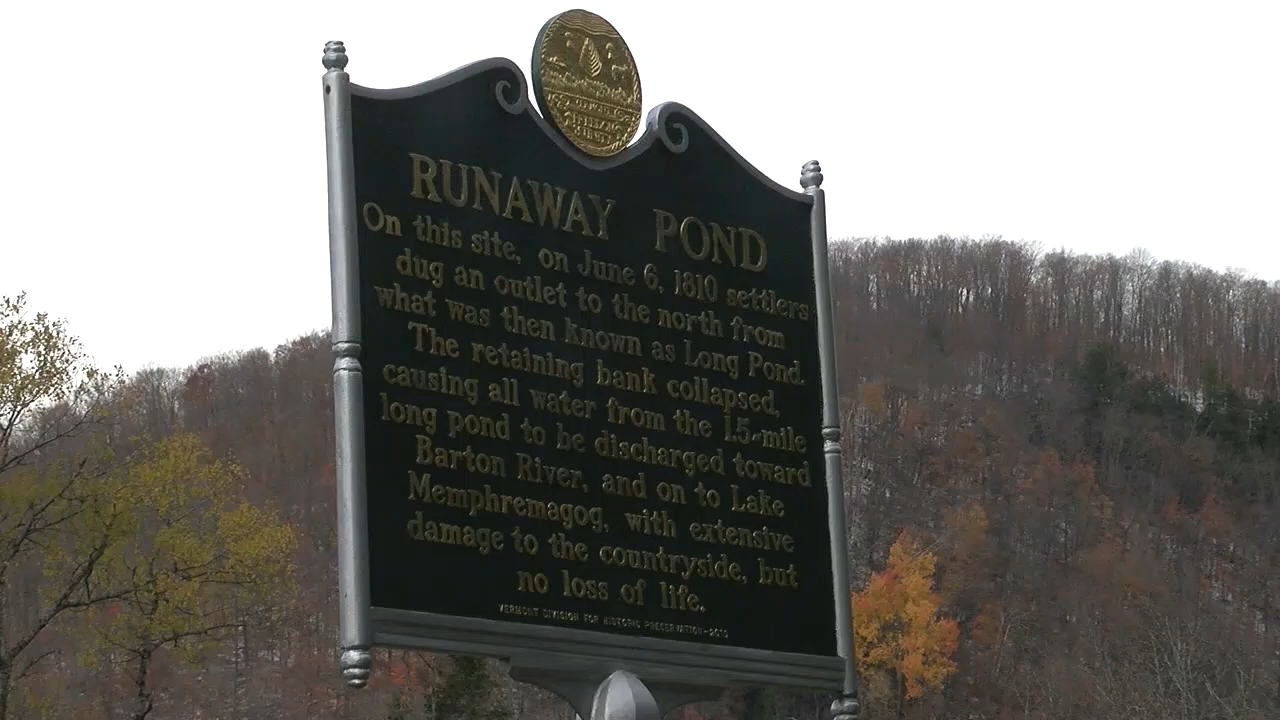 RUNAWAY POND
On this site, on June 6, 1810 settlers
dug an outlet to the north from
what was then known as Long Pond.
The retaining bank collapsed,
causing all water from the 1.5-mile
long pond to be discharged toward
Barton River, and on to Lake
Memphremagog, with extensive
damage to the countryside, but
no loss of life.
VERMONT DIVISION FOR HISTORIC PRESERVATION-2010